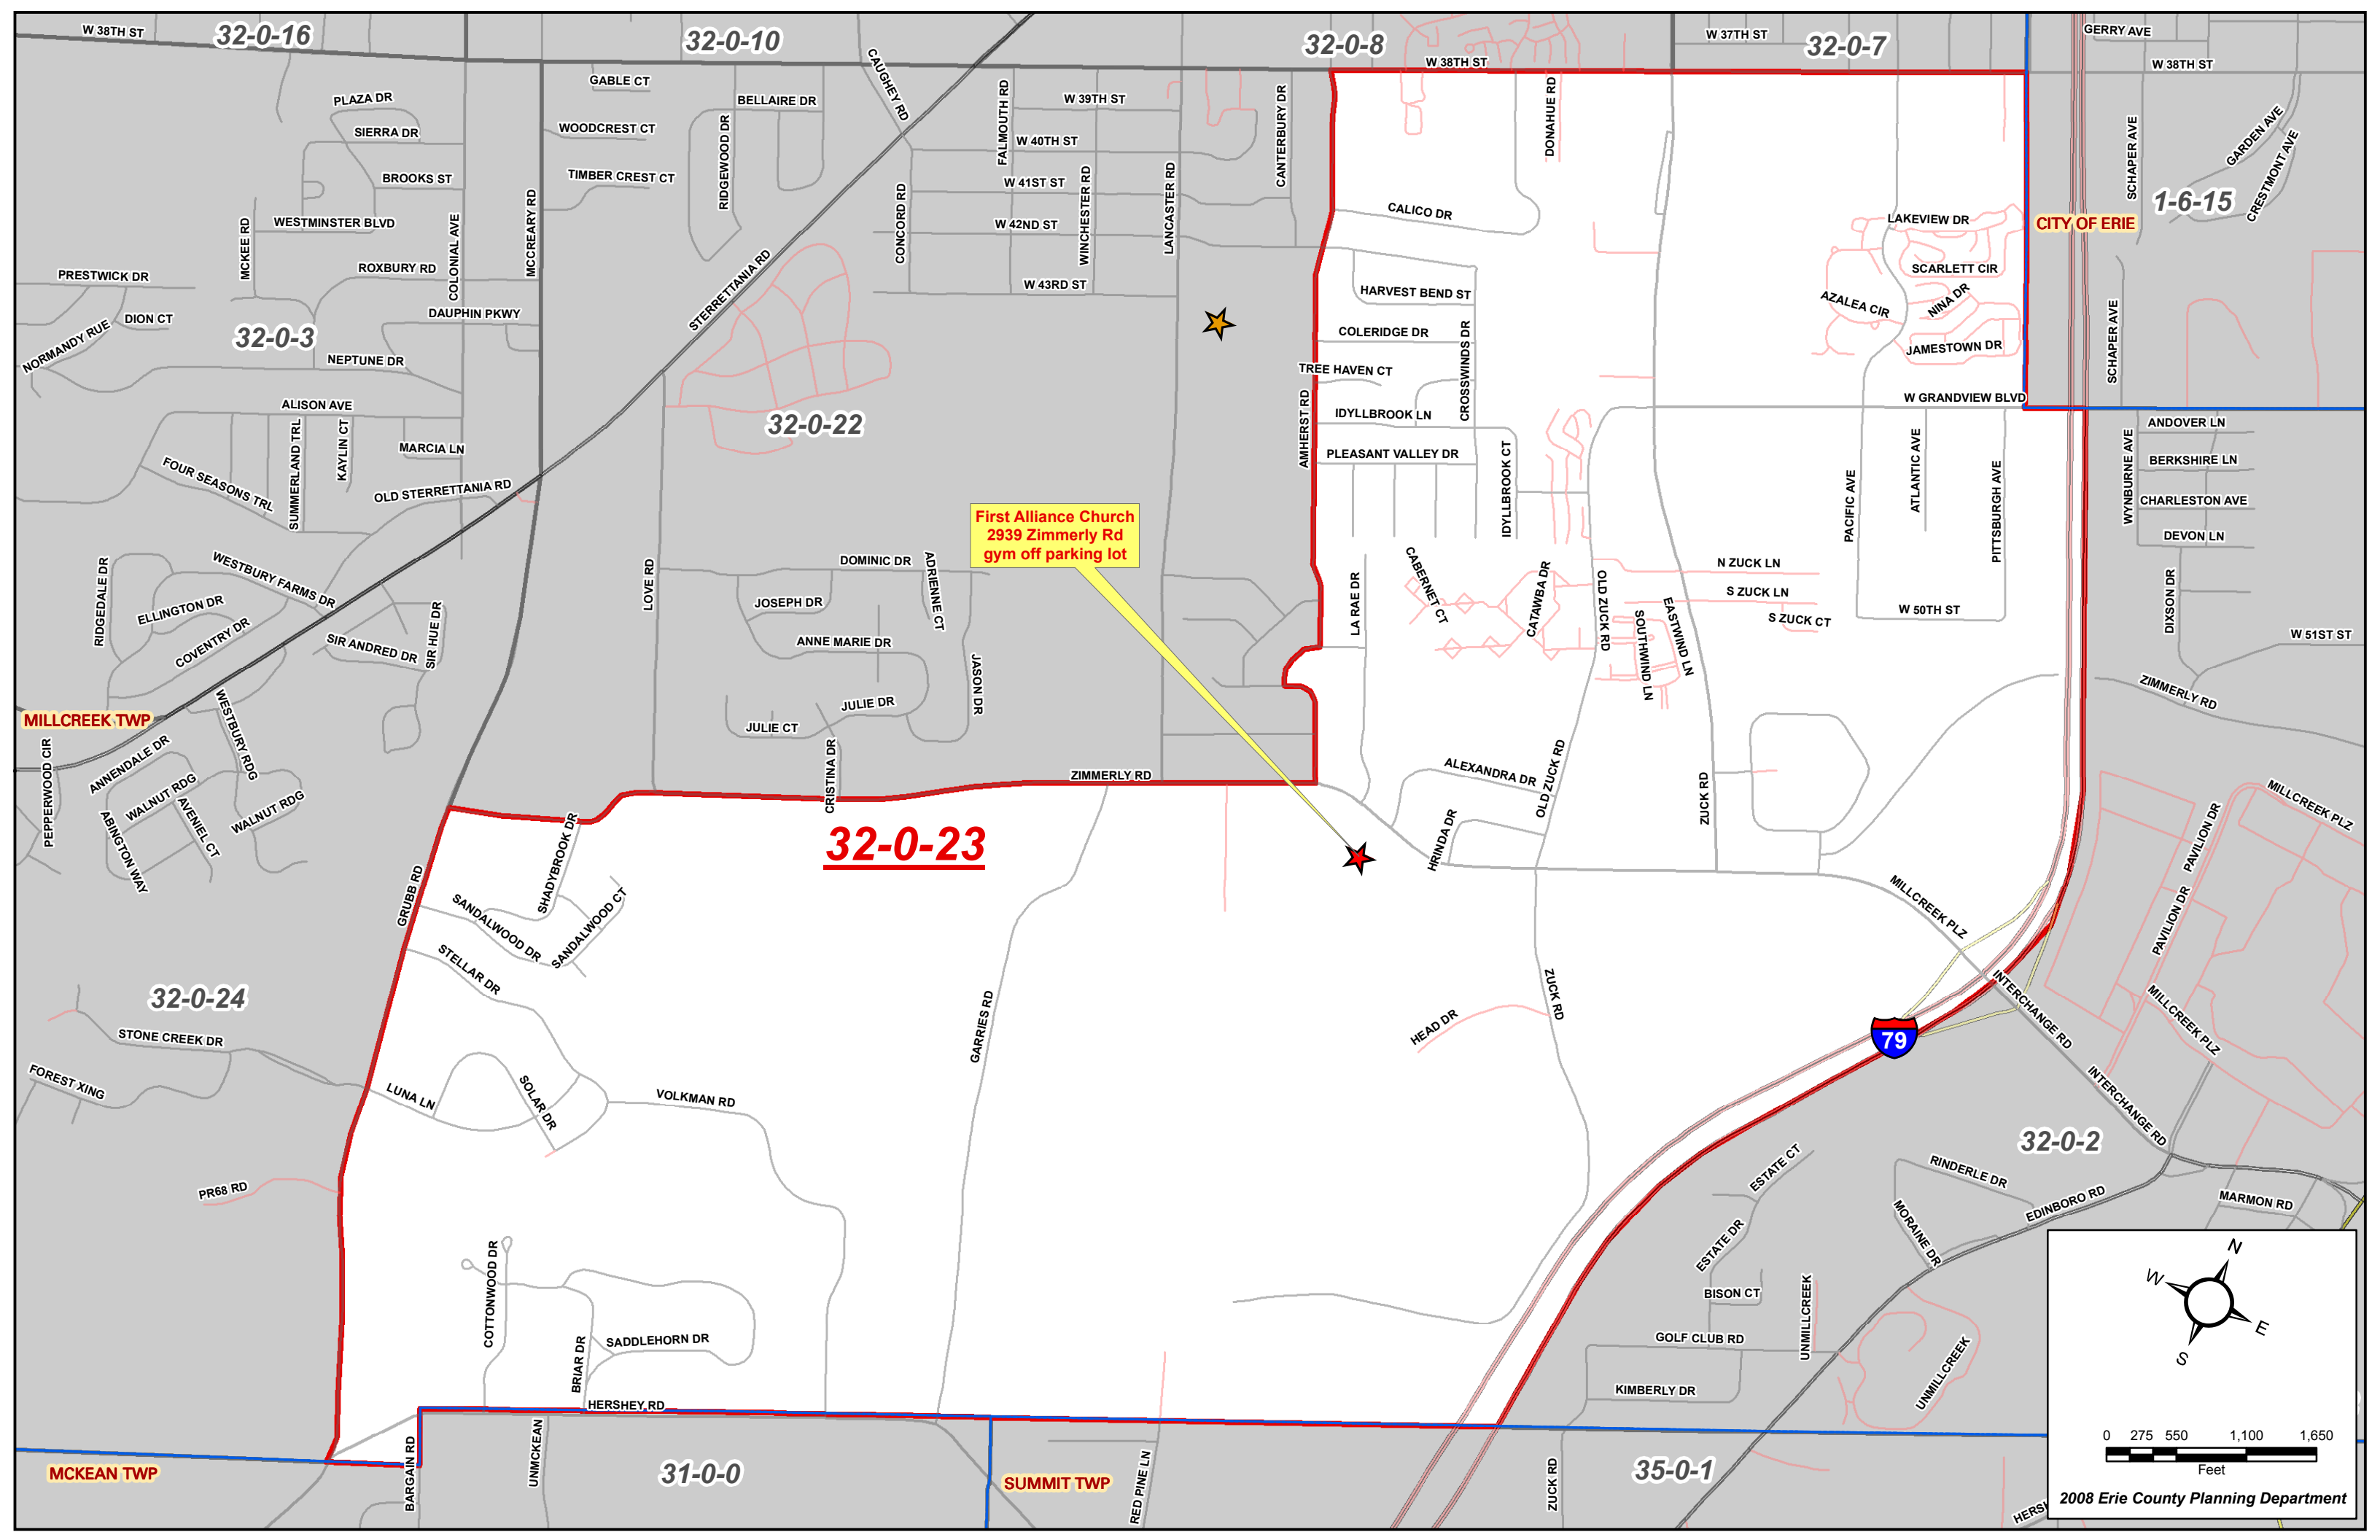 W 38TH ST
32-0-16
32-0-10
CAUGHEY RD
32-0-8
W 38TH ST
W 37TH ST
32-0-7
GERRY AVE
W 38TH ST
GABLE CT
PLAZA DR
SIERRA DR
BELLAIRE DR
WOODCREST CT
RIDGEWOOD DR
TIMBER CREST CT
BROOKS ST
WESTMINSTER BLVD
MCKEE RD
COLONIAL AVE
MCCREARY RD
ROXBURY RD
DAUPHIN PKWY
PRESTWICK DR
DION CT
NORMANDY RUE
32-0-3
NEPTUNE DR
STERRETTANIA RD
FALMOUTH RD
W 39TH ST
W 40TH ST
W 41ST ST
W 42ND ST
W 43RD ST
CONCORD RD
WINCHESTER RD
LANCASTER RD
CANTERBURY DR
DONAHUE RD
CALICO DR
HARVEST BEND ST
COLERIDGE DR
TREE HAVEN CT
CROSSWINDS DR
IDYLLBROOK LN
AMHERST RD
PLEASANT VALLEY DR
IDYLLBROOK CT
LAKEVIEW DR
SCARLETT CIR
NINA DR
AZALEA CIR
JAMESTOWN DR
W GRANDVIEW BLVD
CITY OF ERIE
1-6-15
SCHAPER AVE
GARDEN AVE
CRESTMONT AVE
SCHAPER AVE
ANDOVER LN
BERKSHIRE LN
WYNBURNE AVE
CHARLESTON AVE
DEVON LN
DIXSON DR
W 51ST ST
ZIMMERLY RD
ALISON AVE
SUMMERLAND TRL
KAYLIN CT
MARCIA LN
FOUR SEASONS TRL
OLD STERRETTANIA RD
32-0-22
First Alliance Church
2939 Zimmerly Rd
gym off parking lot
PACIFIC AVE
ATLANTIC AVE
PITTSBURGH AVE
W 50TH ST
N ZUCK LN
S ZUCK LN
S ZUCK CT
OLD ZUCK RD
SOUTHWIND LN
EASTWIND LN
CATAWBA DR
CABERNET CT
LA RAE DR
RIDGEDALE DR
WESTBURY FARMS DR
ELLINGTON DR
COVENTRY DR
SIR ANDRED DR
SIR HUE DR
LOVE RD
DOMINIC DR
ADRIENNE CT
JOSEPH DR
ANNE MARIE DR
JASON DR
JULIE DR
JULIE CT
CRISTINA DR
ZIMMERLY RD
MILLCREEK TWP
WESTBURY RDG
ANNENDALE DR
PEPPERWOOD CIR
WALNUT RDG
AVENIEL CT
WALNUT RDG
ABINGTON WAY
ALEXANDRA DR
OLD ZUCK RD
HRINDA DR
ZUCK RD
32-0-23
GRUBB RD
SHADYBROOK DR
SANDALWOOD DR
SANDALWOOD CT
STELLAR DR
MILLCREEK PLZ
PAVILION DR
MILLCREEK PLZ
PAVILION DR
MILLCREEK PLZ
INTERCHANGE RD
INTERCHANGE RD
79
32-0-24
STONE CREEK DR
FOREST XING
LUNA LN
SOLAR DR
VOLKMAN RD
GARRIES RD
HEAD DR
ZUCK RD
PR68 RD
32-0-2
ESTATE CT
ESTATE DR
RINDERLE DR
MORAINE DR
EDINBORO RD
MARMON RD
BISON CT
UNMILLCREEK
GOLF CLUB RD
KIMBERLY DR
UNMILLCREEK
COTTONWOOD DR
BRIAR DR
SADDLEHORN DR
HERSHEY RD
MCKEAN TWP
BARGAIN RD
UNMCKEAN
31-0-0
SUMMIT TWP
RED PINE LN
ZUCK RD
35-0-1
N
W
E
S
0 275 550 1,100 1,650
Feet
2008 Erie County Planning Department